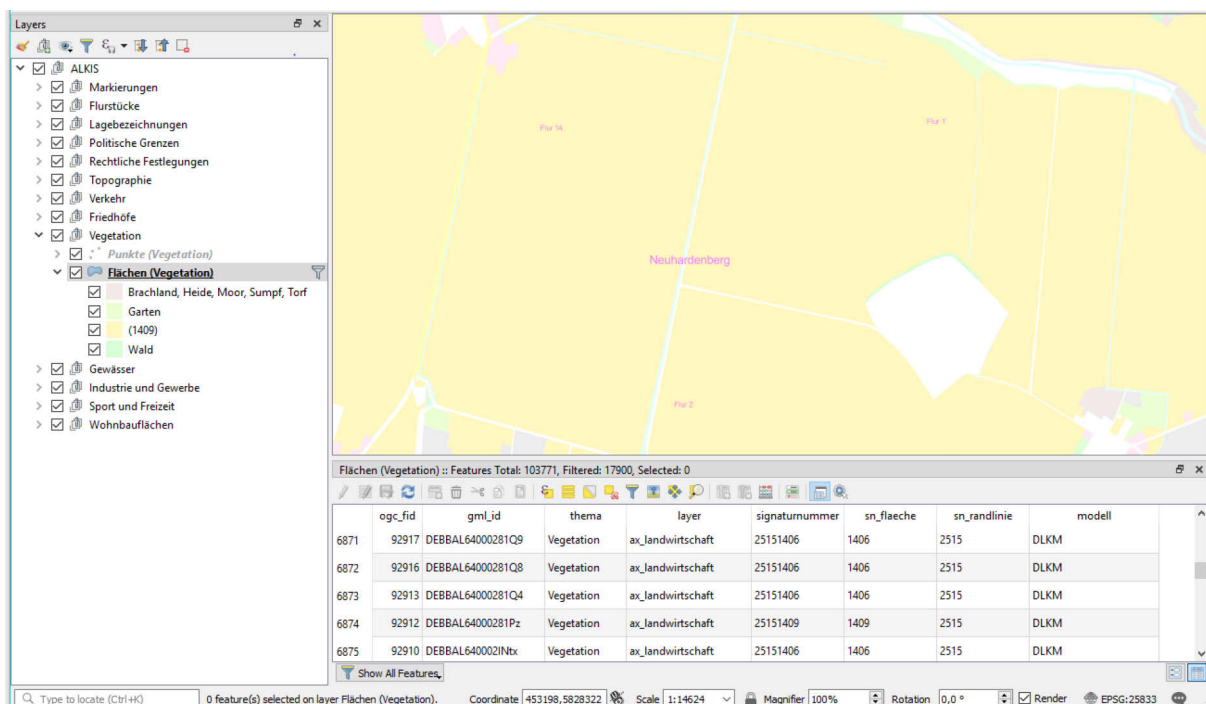 Layers
ALKIS
Markierungen
Flurstücke
Lagebezeichnungen
Politische Grenzen
Rechtliche Festlegungen
Topographie
Verkehr
Friedhöfe
Vegetation
Punkte (Vegetation)
Flächen (Vegetation)
Brachland, Heide, Moor, Sumpf, Torf
Garten
(1409)
Wald
Gewässer
Industrie und Gewerbe
Sport und Freizeit
Wohnbauflächen
Flur 14
Flur 1
Neuhardenberg
Flur 2
Flächen (Vegetation) :: Features Total: 103771, Filtered: 17900, Selected: 0
ogc_fid gml_id thema layer signaturnummer sn_flaeche sn_randlinie modell
6871 92917 DEBBAL64000281Q9 Vegetation ax_landwirtschaft 25151406 1406 2515 DLKM
6872 92916 DEBBAL64000281Q8 Vegetation ax_landwirtschaft 25151406 1406 2515 DLKM
6873 92913 DEBBAL64000281Q4 Vegetation ax_landwirtschaft 25151406 1406 2515 DLKM
6874 92912 DEBBAL64000281Pz Vegetation ax_landwirtschaft 25151409 1409 2515 DLKM
6875 92910 DEBBAL640002INtx Vegetation ax_landwirtschaft 25151406 1406 2515 DLKM
Show All Features
Type to locate (Ctrl+K) 0 feature(s) selected on layer Flächen (Vegetation). Coordinate 453198,5828322 Scale 1:14624 Magnifier 100% Rotation 0,0 ° Render EPSG:25833